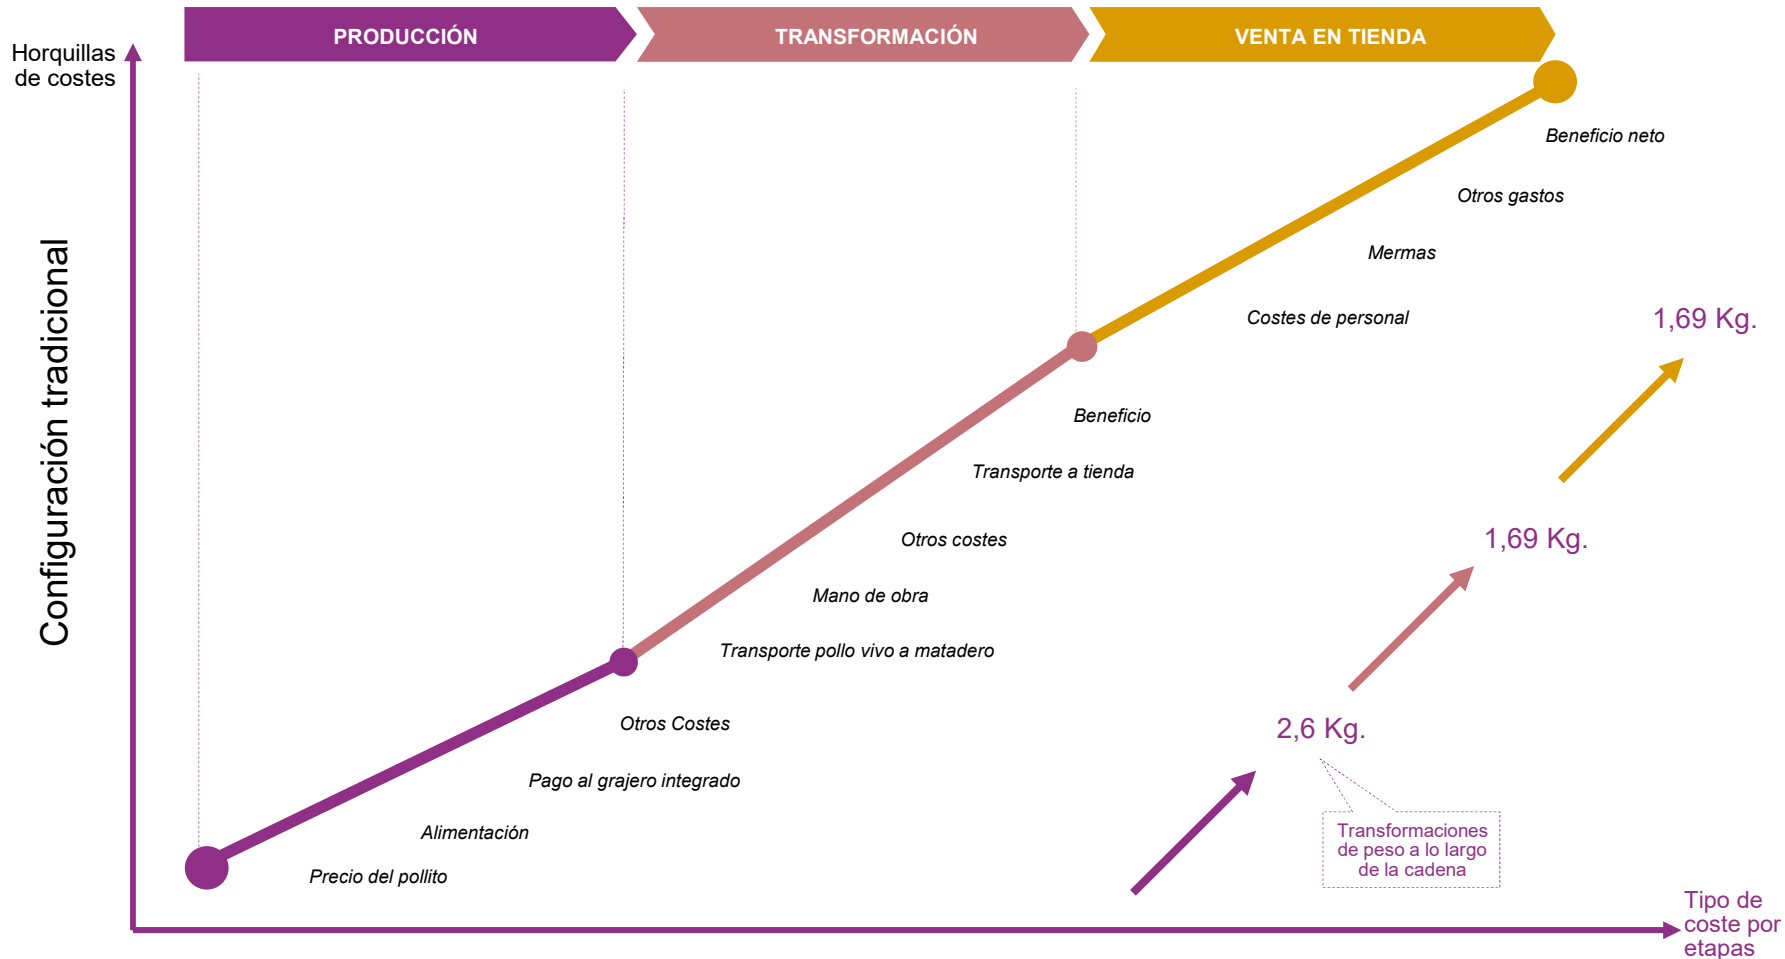 PRODUCCIÓN
TRANSFORMACIÓN
VENTA EN TIENDA
Horquillas
de costes
Configuración tradicional
Beneficio neto
Otros gastos
Mermas
Costes de personal
1,69 Kg.
Beneficio
Transporte a tienda
Otros costes
1,69 Kg.
Mano de obra
Transporte pollo vivo a matadero
Otros Costes
2,6 Kg.
Pago al grajero integrado
Alimentación
Precio del pollito
Transformaciones
de peso a lo largo
de la cadena
Tipo de
coste por
etapas